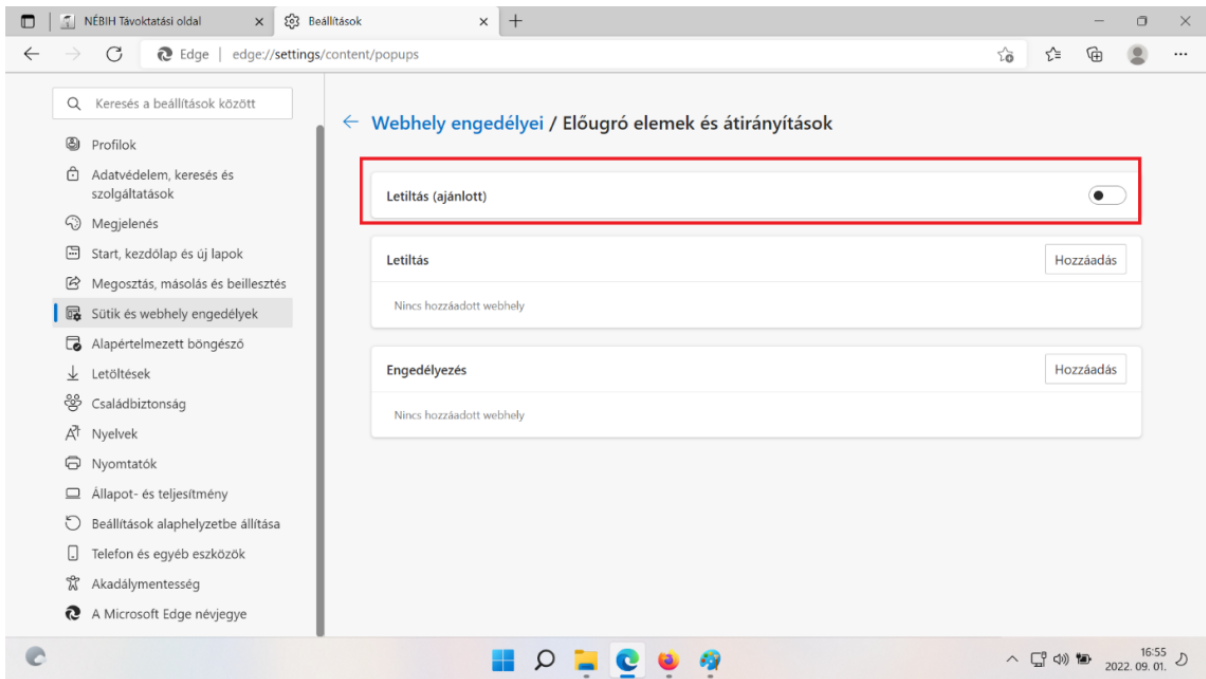 NÉBIH Távoktatási oldal
Beállítások
Edge | edge://settings/content/popups
Keresés a beállítások között
Profilok
Adatvédelem, keresés és
szolgáltatások
Megjelenés
Start, kezdőlap és új lapok
Megosztás, másolás és beillesztés
Sütik és webhely engedélyek
Alapértelmezett böngésző
Letöltések
Családbiztonság
Nyelvek
Nyomtatók
Állapot- és teljesítmény
Beállítások alaphelyzetbe állítása
Telefon és egyéb eszközök
Akadálymentesség
A Microsoft Edge névjegye
Webhely engedélyei / Előugró elemek és átirányítások
Letiltás (ajánlott)
Letiltás
Hozzáadás
Nincs hozzáadott webhely
Engedélyezés
Hozzáadás
Nincs hozzáadott webhely
16:55
2022. 09. 01.